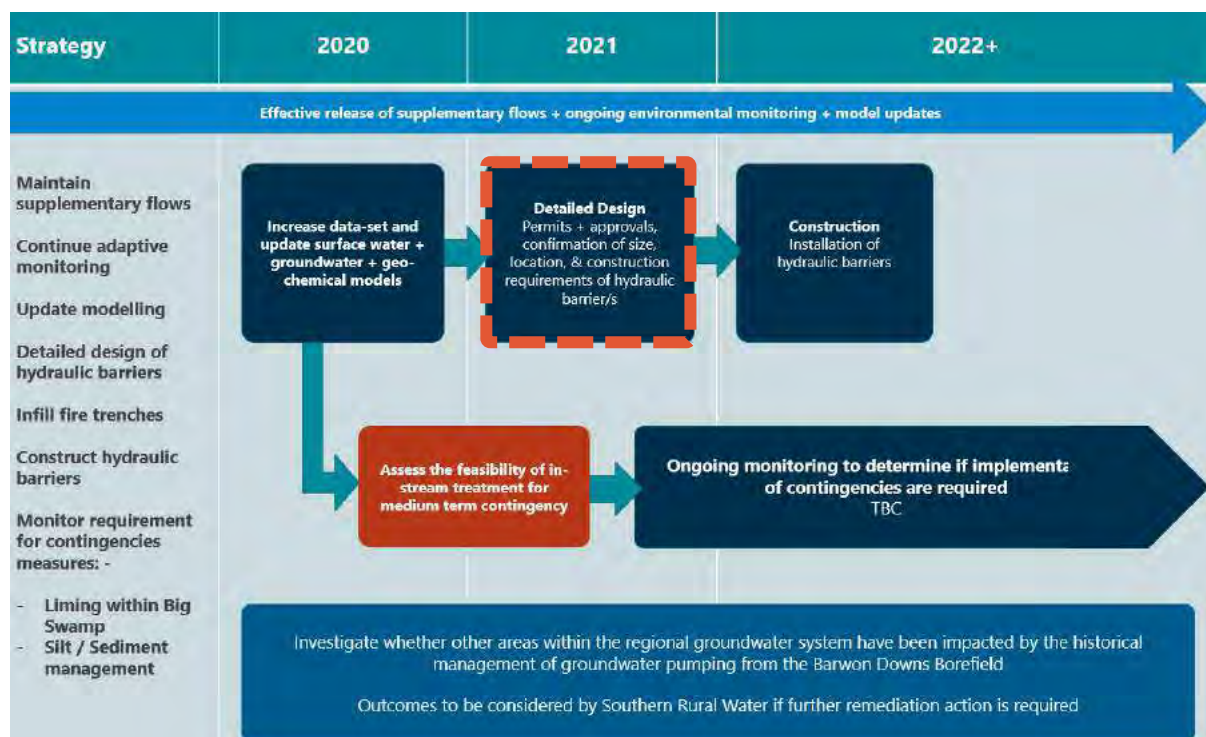 Strategy
2020
2021
2022+
Effective release of supplementary flows + ongoing environmental monitoring + model updates
Maintain
supplementary flows
Continue adaptive
monitoring
Update modelling
Detailed design of
hydraulic barriers
Infill fire trenches
Construct hydraulic
barriers
Monitor requirement
for contingencies
measures: -
- Liming within Big
Swamp
- Silt / Sediment
management
Increase data-set and
update surface water +
groundwater + geo-
chemical models
Detailed Design
Permits + approvals,
confirmation of size,
location, & construction
requirements of hydraulic
barrier/s
Construction
Installation of
hydraulic barriers
Assess the feasibility of in-
stream treatment for
medium term contingency
Ongoing monitoring to determine if implementa
of contingencies are required
TBC
Investigate whether other areas within the regional groundwater system have been impacted by the historical
management of groundwater pumping from the Barwon Downs Borefield
Outcomes to be considered by Southern Rural Water if further remediation action is required